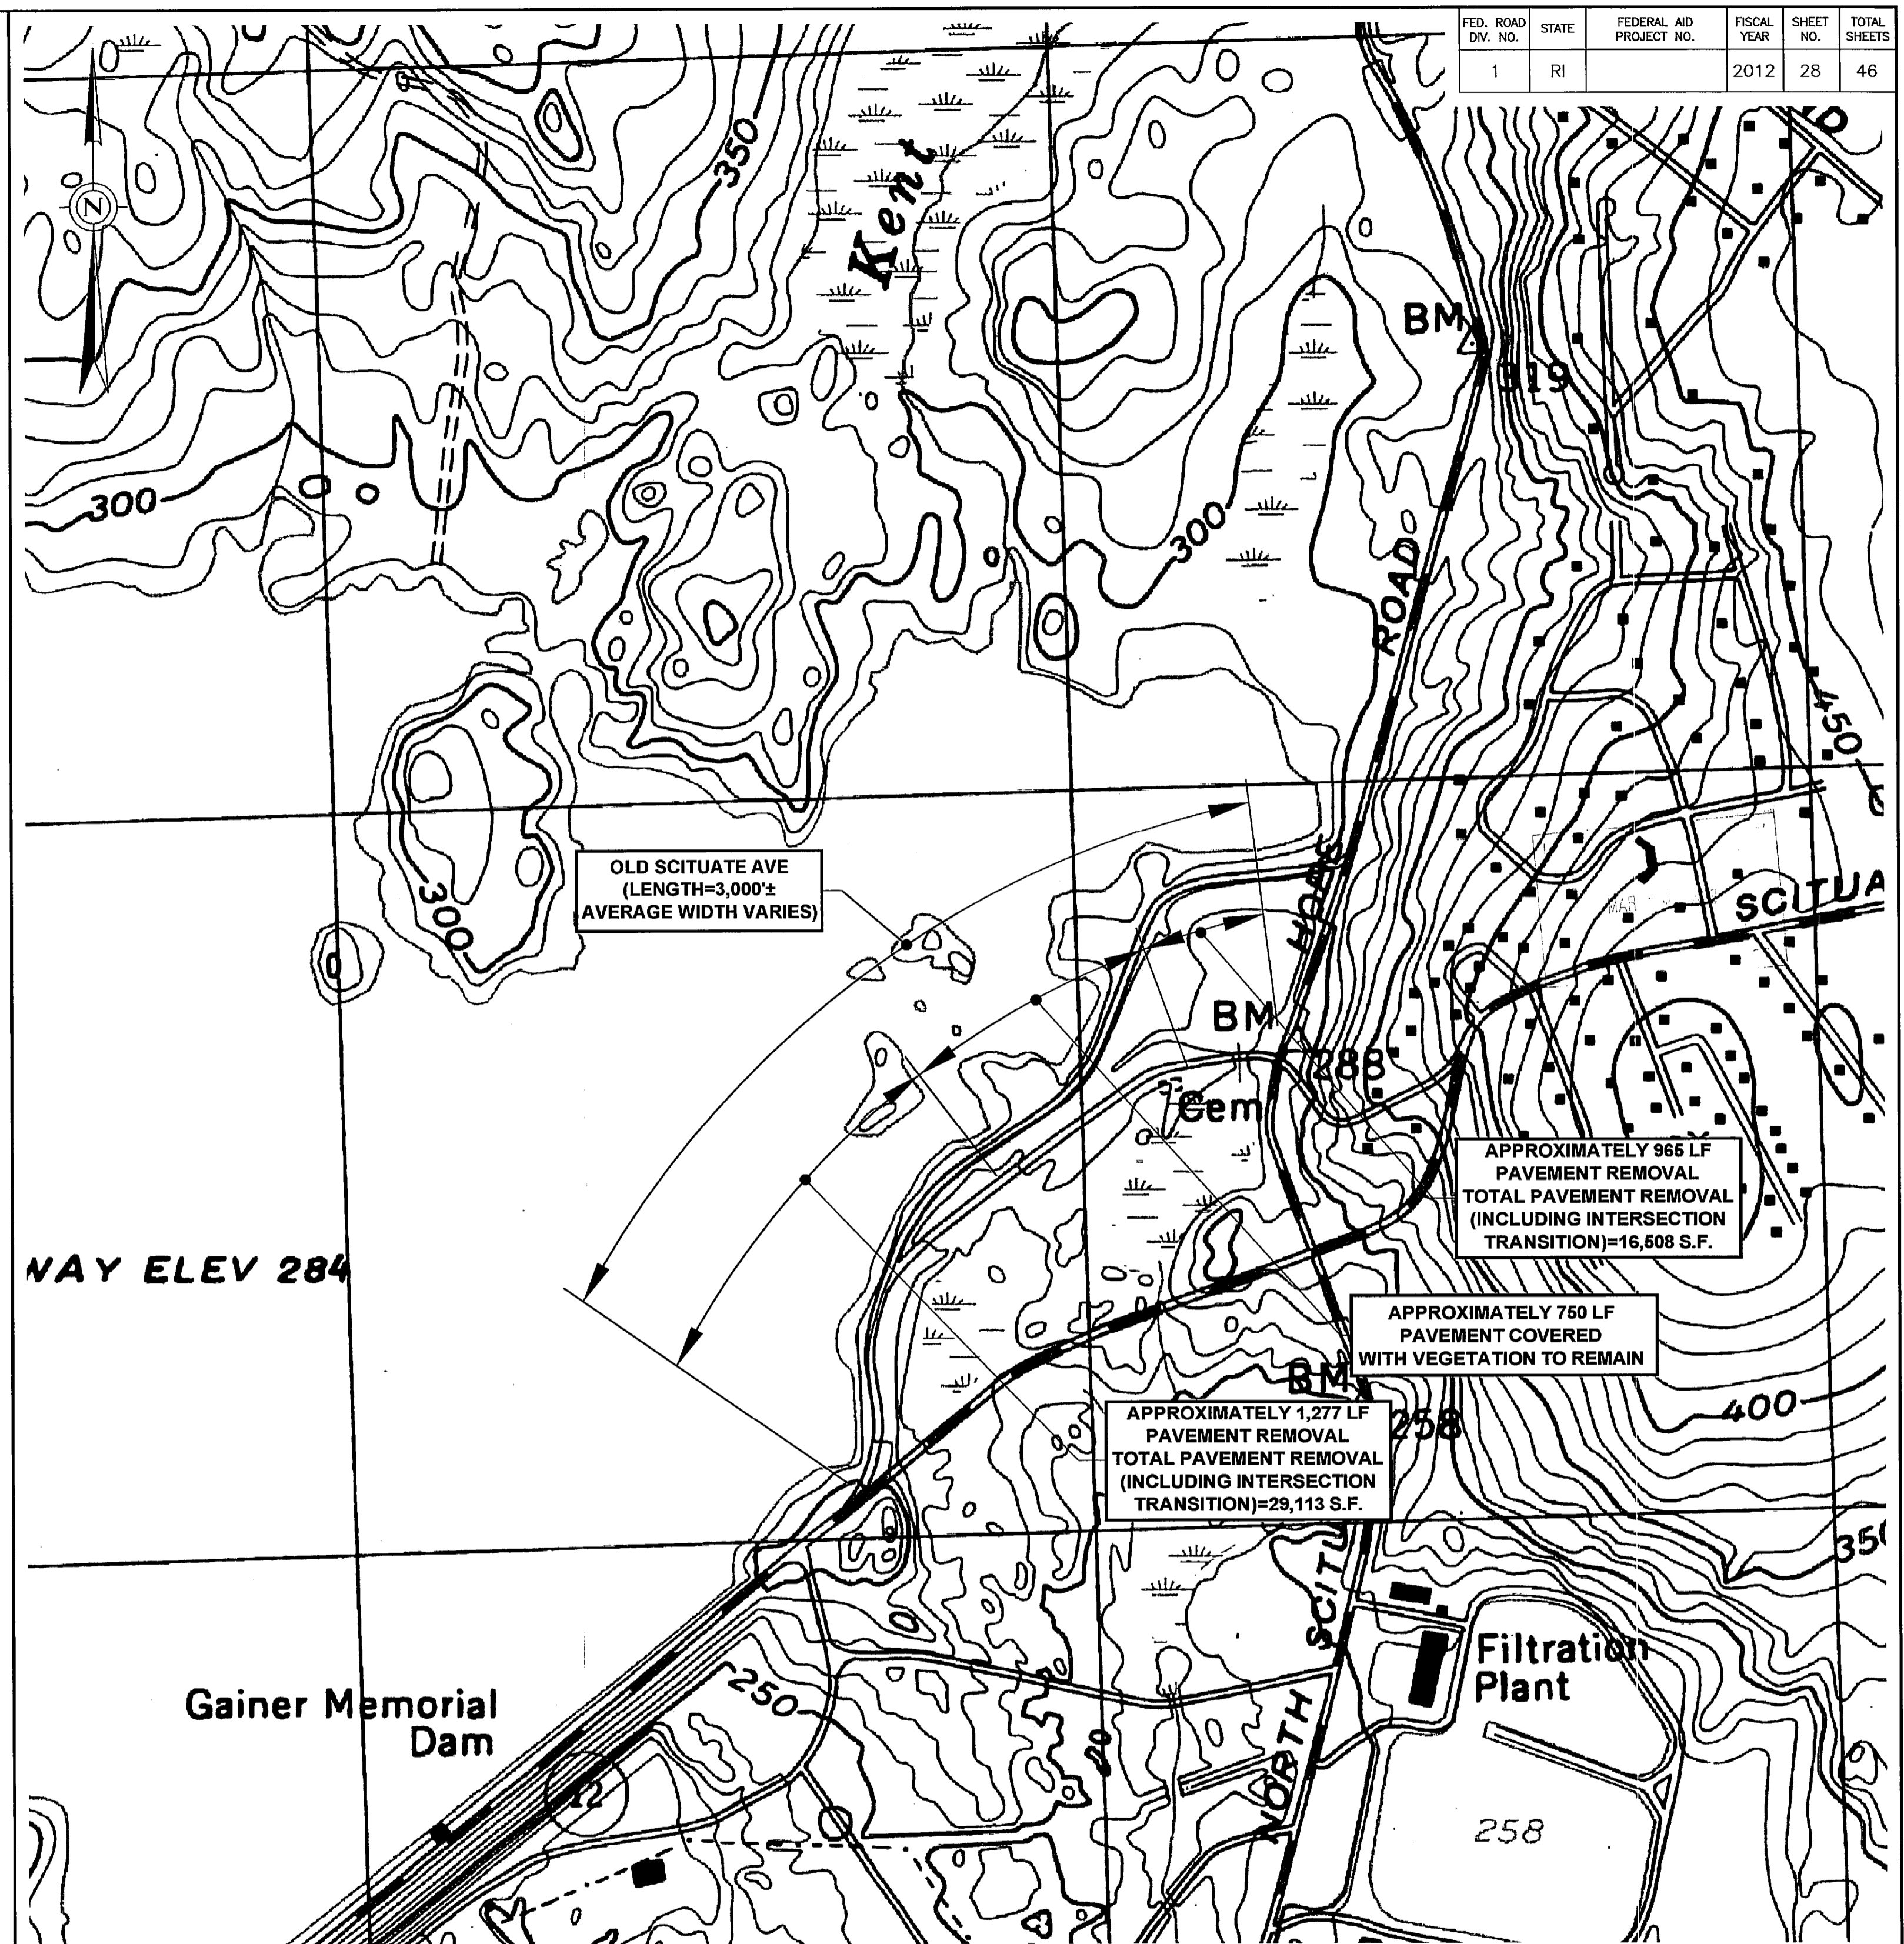 FED. ROAD DIV. NO. STATE FEDERAL AID PROJECT NO. FISCAL YEAR SHEET NO. TOTAL SHEETS
1 RI 2012 28 46
N
350
Kent
BM
319
300
300
ROAD
450
300
OLD SCITUATE AVE
(LENGTH=3,000'±
AVERAGE WIDTH VARIES)
HOPE
SCITUA
MAR
BM
288
Cem
APPROXIMATELY 965 LF
PAVEMENT REMOVAL
TOTAL PAVEMENT REMOVAL
(INCLUDING INTERSECTION
TRANSITION)=16,508 S.F.
WAY ELEV 284
APPROXIMATELY 750 LF
PAVEMENT COVERED
WITH VEGETATION TO REMAIN
BM
258
400
APPROXIMATELY 1,277 LF
PAVEMENT REMOVAL
TOTAL PAVEMENT REMOVAL
(INCLUDING INTERSECTION
TRANSITION)=29,113 S.F.
350
SCITU
NORTH
Filtration
Plant
250
Gainer Memorial
Dam
12
258